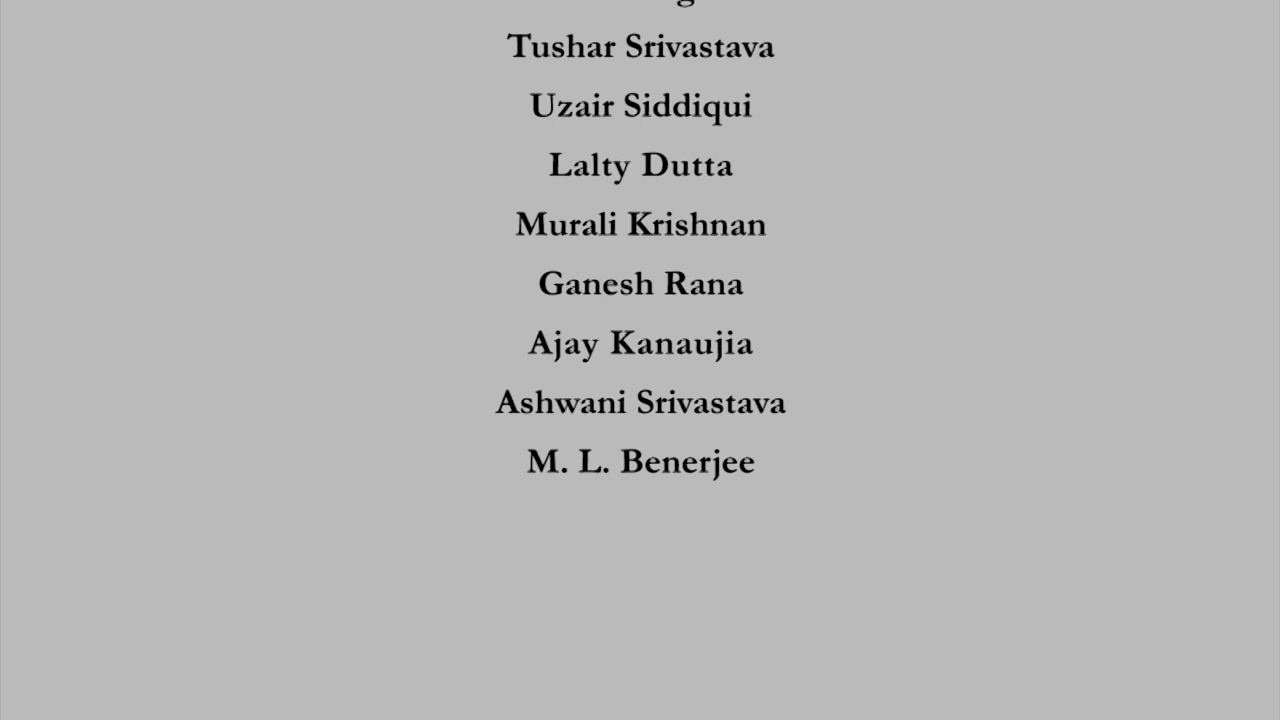 Tushar Srivastava
Uzair Siddiqui
Lalty Dutta
Murali Krishnan
Ganesh Rana
Ajay Kanaujia
Ashwani Srivastava
M. L. Benerjee